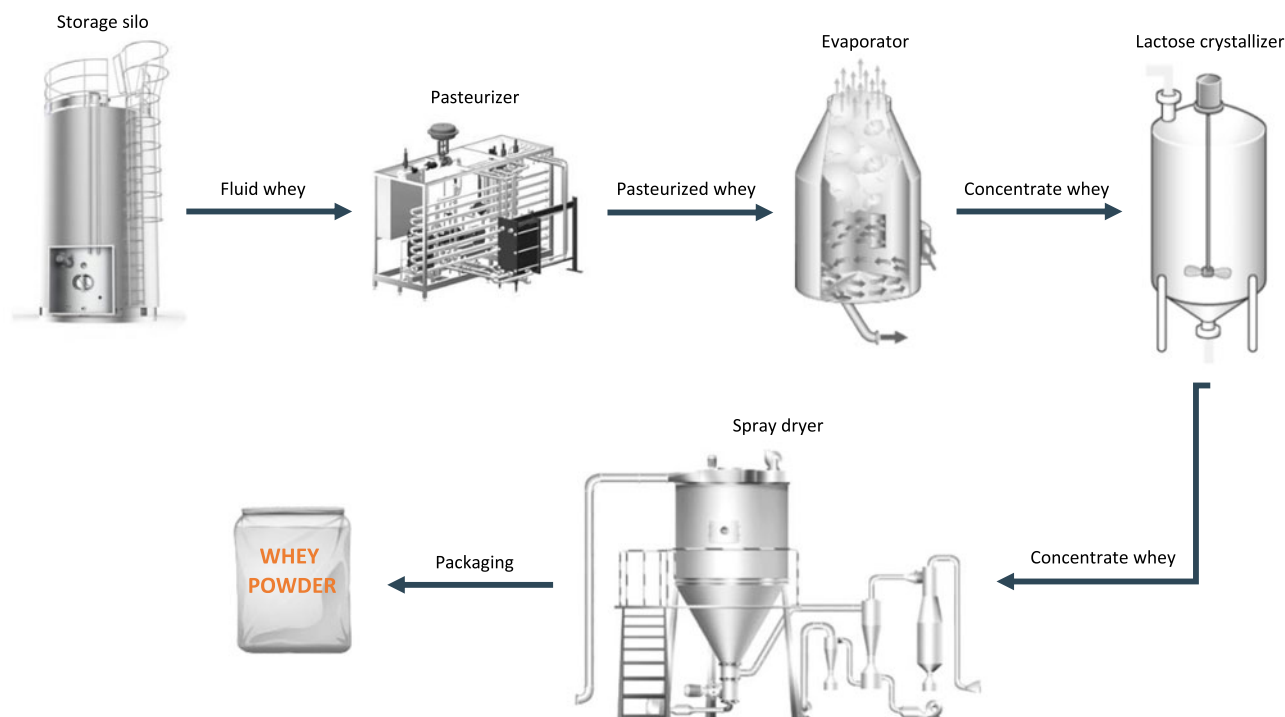 Storage silo
Fluid whey
Pasteurizer
Pasteurized whey
Evaporator
Concentrate whey
Lactose crystallizer
Concentrate whey
Spray dryer
Packaging
WHEY
POWDER